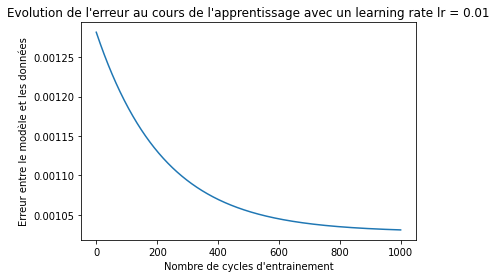 Evolution de l'erreur au cours de l'apprentissage avec un learning rate lr = 0.01
Erreur entre le modèle et les données
0.00125
0.00120
0.00115
0.00110
0.00105
0 200 400 600 800 1000
Nombre de cycles d'entrainement